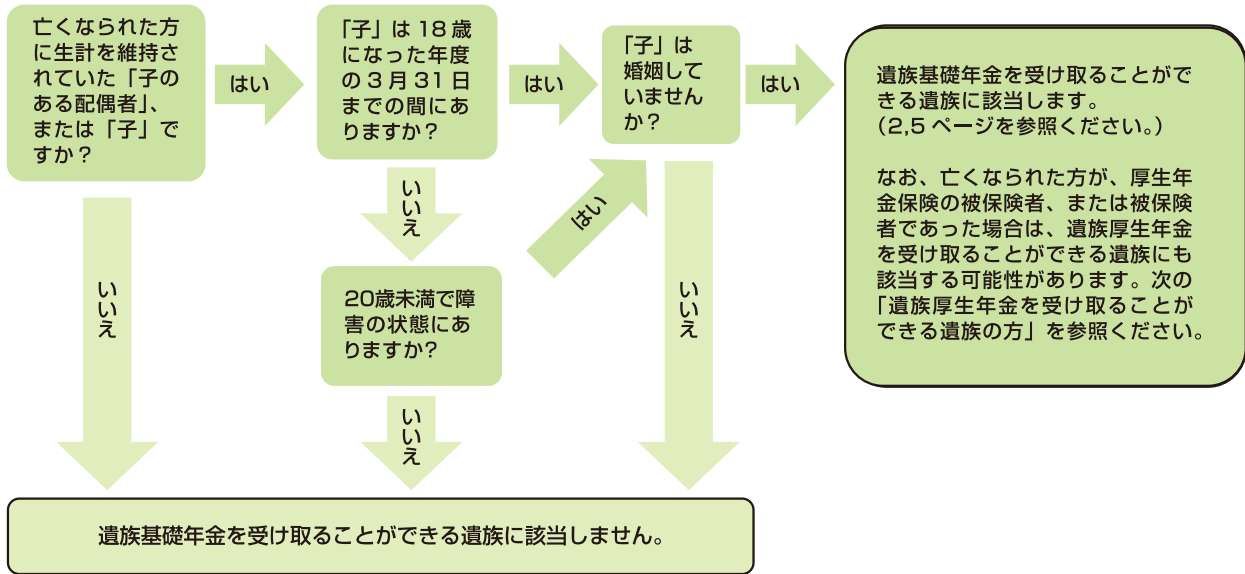 亡くなられた方
に生計を維持さ
れていた「子の
ある配偶者」、
または「子」で
すか？
はい
「子」は 18 歳
になった年度
の 3 月 31 日
までの間にあ
りますか？
はい
「子」は
婚姻して
いません
か？
はい
遺族基礎年金を受け取ることがで
きる遺族に該当します。
（2,5 ページを参照ください。）
なお、亡くなられた方が、厚生年
金保険の被保険者、または被保険
者であった場合は、遺族厚生年金
を受け取ることができる遺族にも
該当する可能性があります。次の
「遺族厚生年金を受け取ることが
できる遺族の方」を参照ください。
いいえ
いいえ
はい
20歳未満で障
害の状態にあ
りますか？
いいえ
いいえ
遺族基礎年金を受け取ることができる遺族に該当しません。